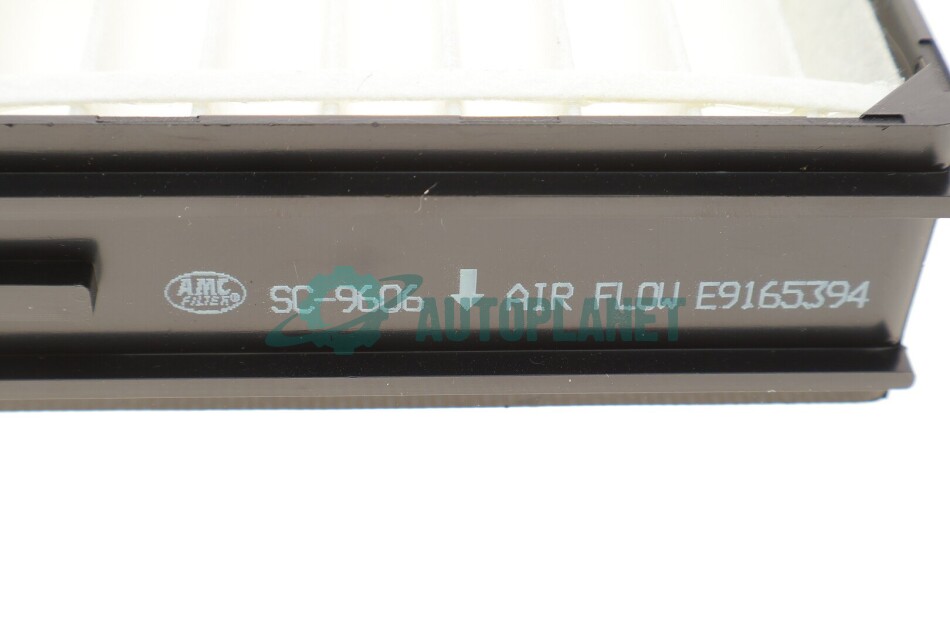 AMC FILTER® SC-9606 ↓ AIR FLOW E9165394
AUTOPLANET